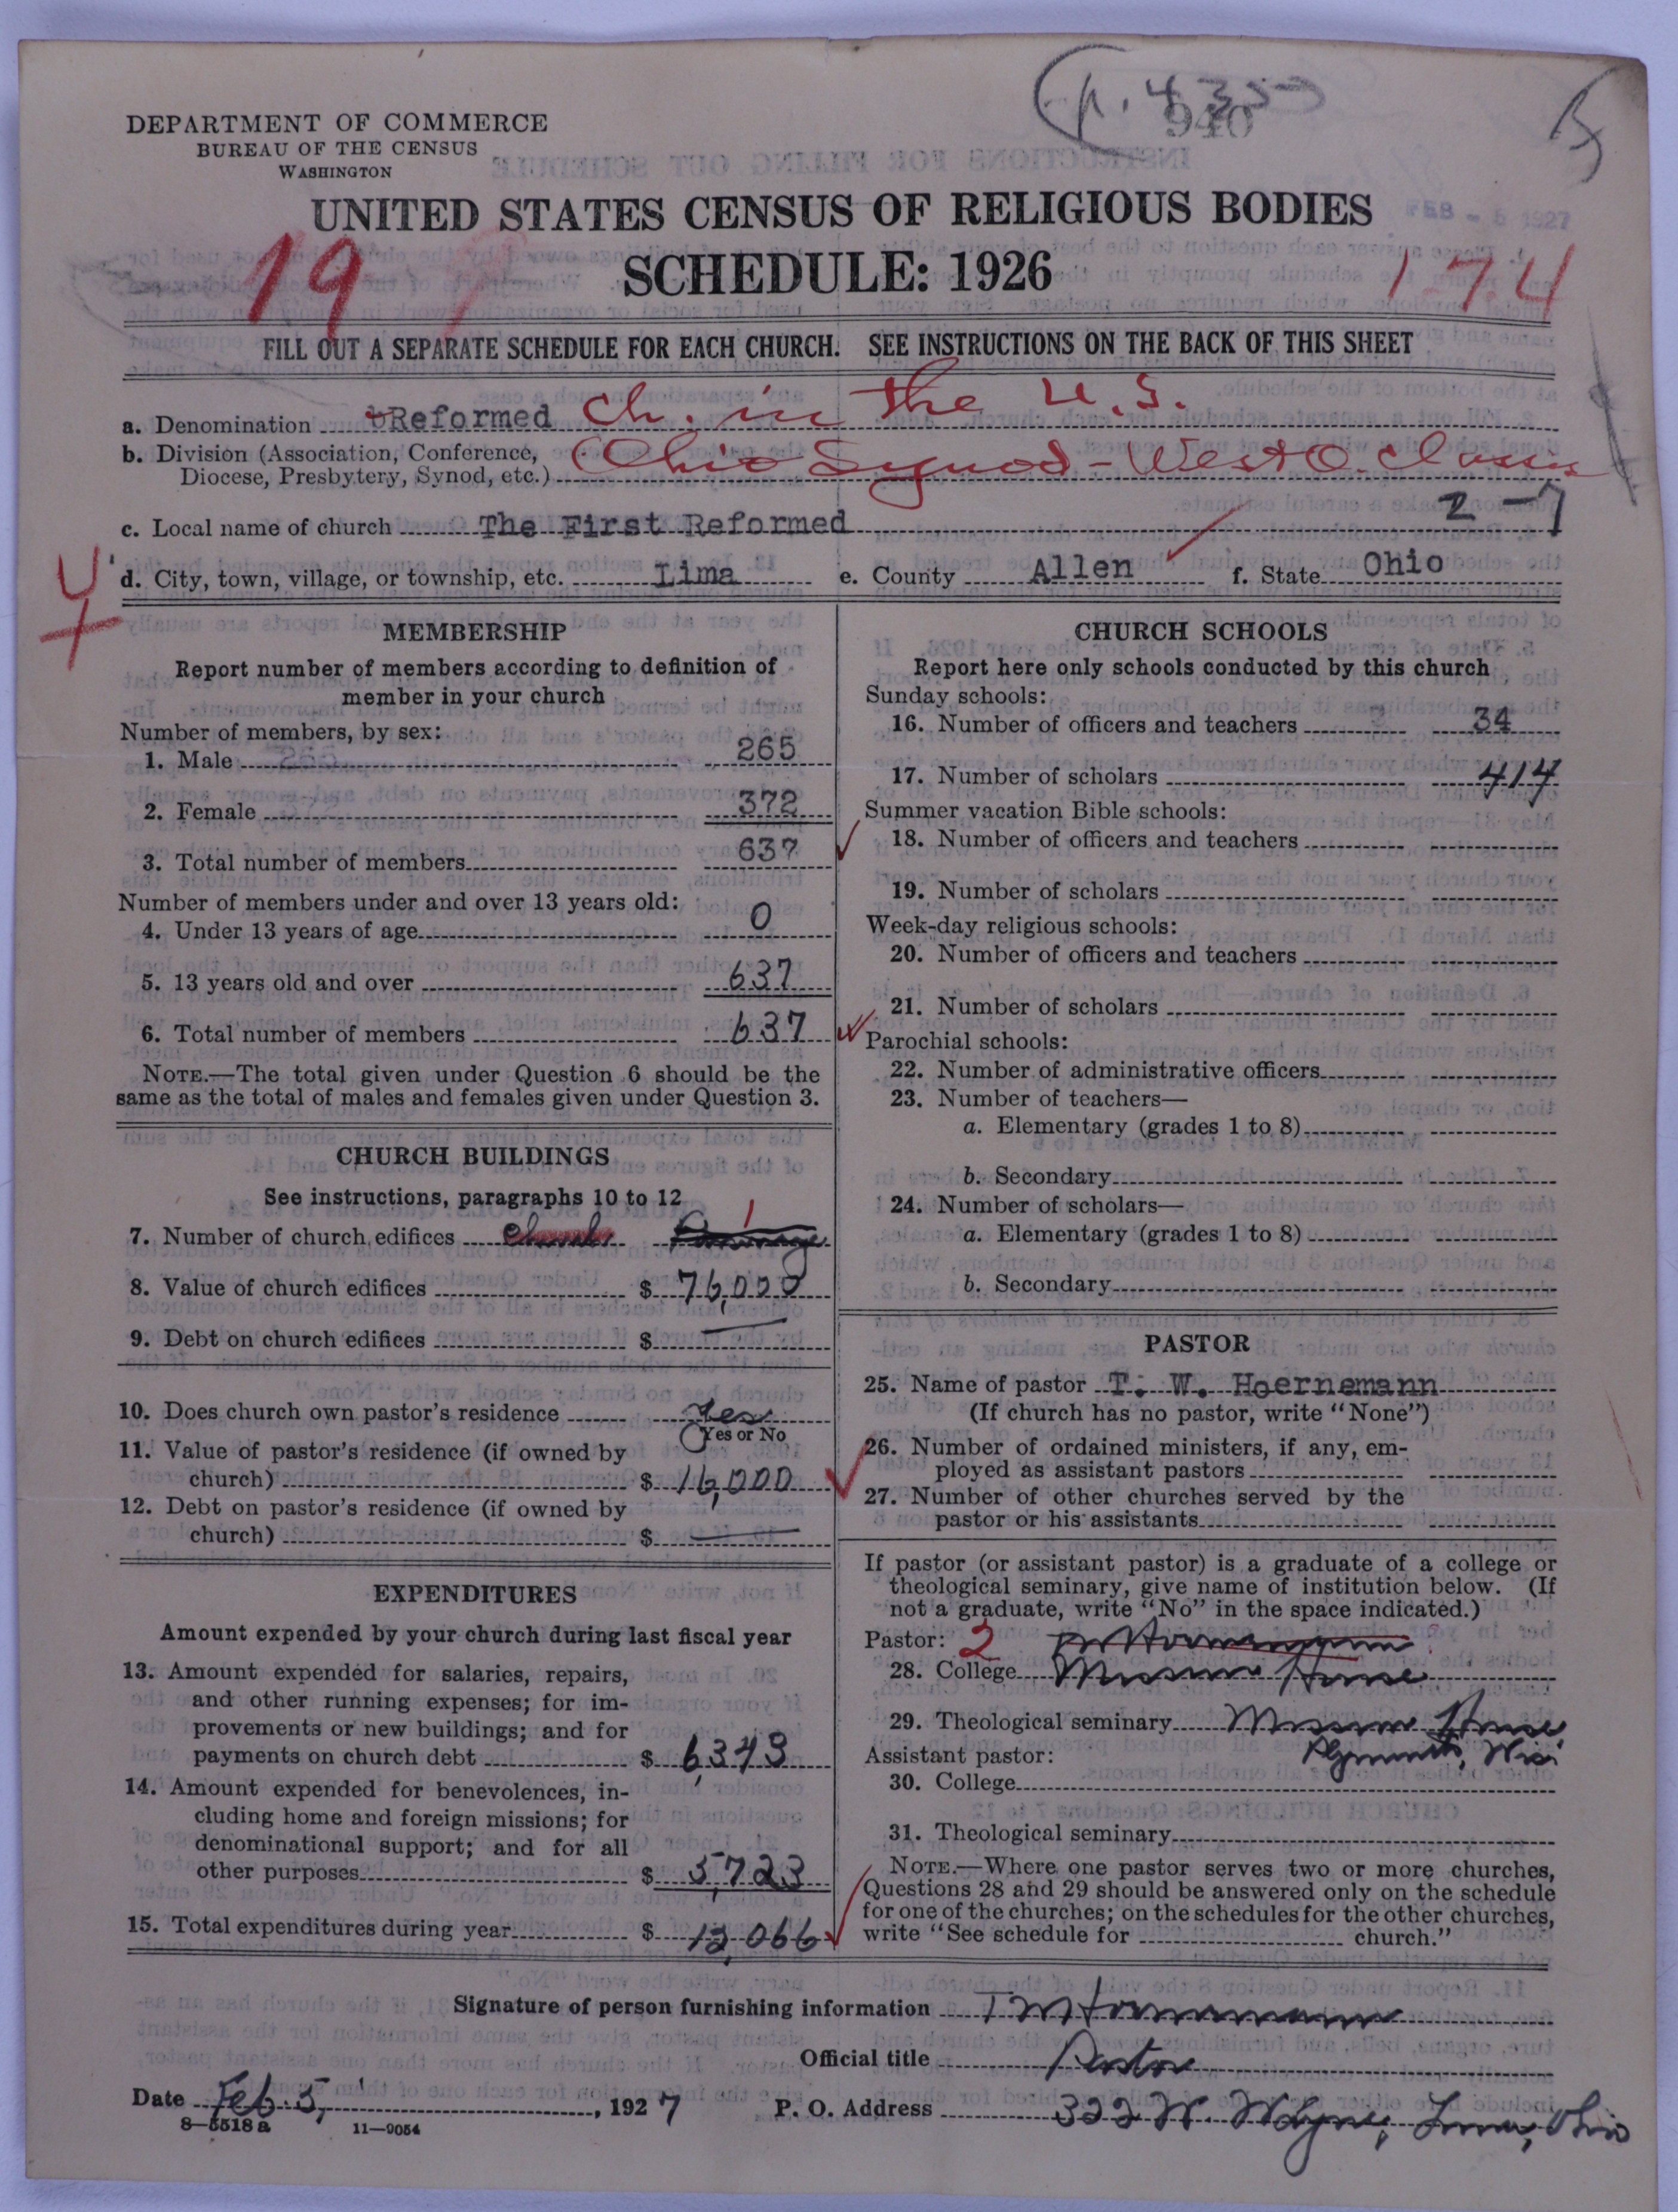 (p. 435)
940
DEPARTMENT OF COMMERCE
BUREAU OF THE CENSUS
WASHINGTON
UNITED STATES CENSUS OF RELIGIOUS BODIES
FEB - 5 1927
19
SCHEDULE: 1926
174
FILL OUT A SEPARATE SCHEDULE FOR EACH CHURCH. SEE INSTRUCTIONS ON THE BACK OF THIS SHEET
a. Denomination Reformed Ch. in the U.S.
b. Division (Association, Conference, Diocese, Presbytery, Synod, etc.) Ohio Synod - West O. Classis
2-7
c. Local name of church The First Reformed
d. City, town, village, or township, etc. Lima e. County Allen f. State Ohio
MEMBERSHIP
Report number of members according to definition of
member in your church
Number of members, by sex:
1. Male 265
2. Female 372
3. Total number of members 637
Number of members under and over 13 years old:
4. Under 13 years of age 0
5. 13 years old and over 637
6. Total number of members 637
NOTE.—The total given under Question 6 should be the
same as the total of males and females given under Question 3.
CHURCH BUILDINGS
See instructions, paragraphs 10 to 12
7. Number of church edifices Church 1
8. Value of church edifices $ 76,000
9. Debt on church edifices $ —
10. Does church own pastor's residence Yes
Yes or No
11. Value of pastor's residence (if owned by
church) $ 16,000
12. Debt on pastor's residence (if owned by
church) $ —
EXPENDITURES
Amount expended by your church during last fiscal year
13. Amount expended for salaries, repairs,
and other running expenses; for im-
provements or new buildings; and for
payments on church debt $ 6,343
14. Amount expended for benevolences, in-
cluding home and foreign missions; for
denominational support; and for all
other purposes $ 5,723
15. Total expenditures during year $ 12,066
CHURCH SCHOOLS
Report here only schools conducted by this church
Sunday schools:
16. Number of officers and teachers 34
17. Number of scholars 414
Summer vacation Bible schools:
18. Number of officers and teachers
19. Number of scholars
Week-day religious schools:
20. Number of officers and teachers
21. Number of scholars
Parochial schools:
22. Number of administrative officers
23. Number of teachers—
a. Elementary (grades 1 to 8)
b. Secondary
24. Number of scholars—
a. Elementary (grades 1 to 8)
b. Secondary
PASTOR
25. Name of pastor T. W. Hoernemann
(If church has no pastor, write "None")
26. Number of ordained ministers, if any, em-
ployed as assistant pastors
27. Number of other churches served by the
pastor or his assistants
If pastor (or assistant pastor) is a graduate of a college or
theological seminary, give name of institution below. (If
not a graduate, write "No" in the space indicated.)
Pastor: 2
28. College Mission House
29. Theological seminary Mission House
Plymouth, Wis
Assistant pastor:
30. College
31. Theological seminary
NOTE.—Where one pastor serves two or more churches,
Questions 28 and 29 should be answered only on the schedule
for one of the churches; on the schedules for the other churches,
write "See schedule for church."
Signature of person furnishing information T W Hoernemann
Official title Pastor
Date Feb. 5, 1927 P. O. Address 322 W. Wayne, Lima, Ohio
8—5518 a 11—9054